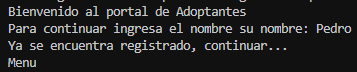 Bienvenido al portal de Adoptantes
Para continuar ingresa el nombre su nombre: Pedro
Ya se encuentra registrado, continuar...
Menu